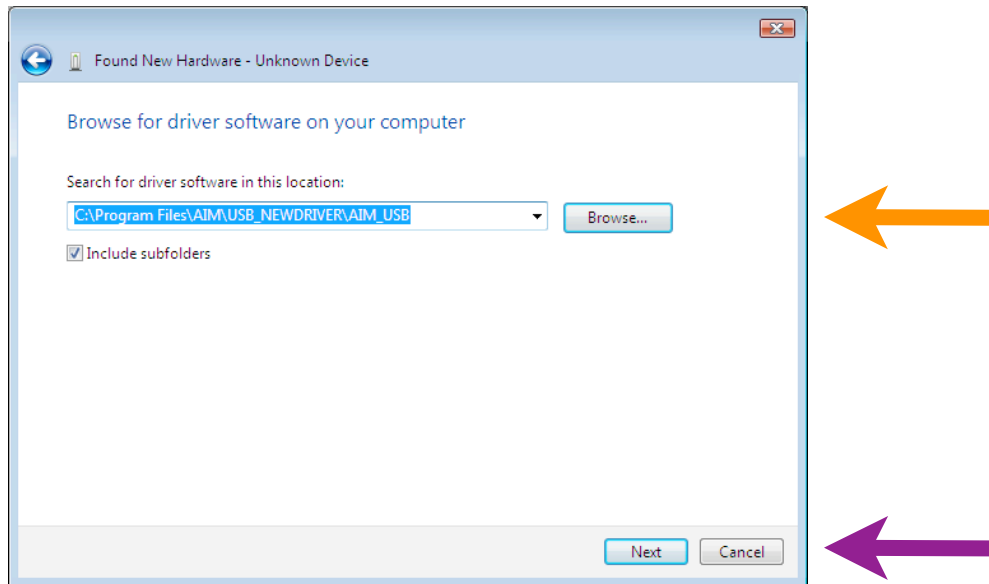 Found New Hardware - Unknown Device
Browse for driver software on your computer
Search for driver software in this location:
C:\Program Files\AIM\USB_NEWDRIVER\AIM_USB
Browse...
Include subfolders
Next
Cancel